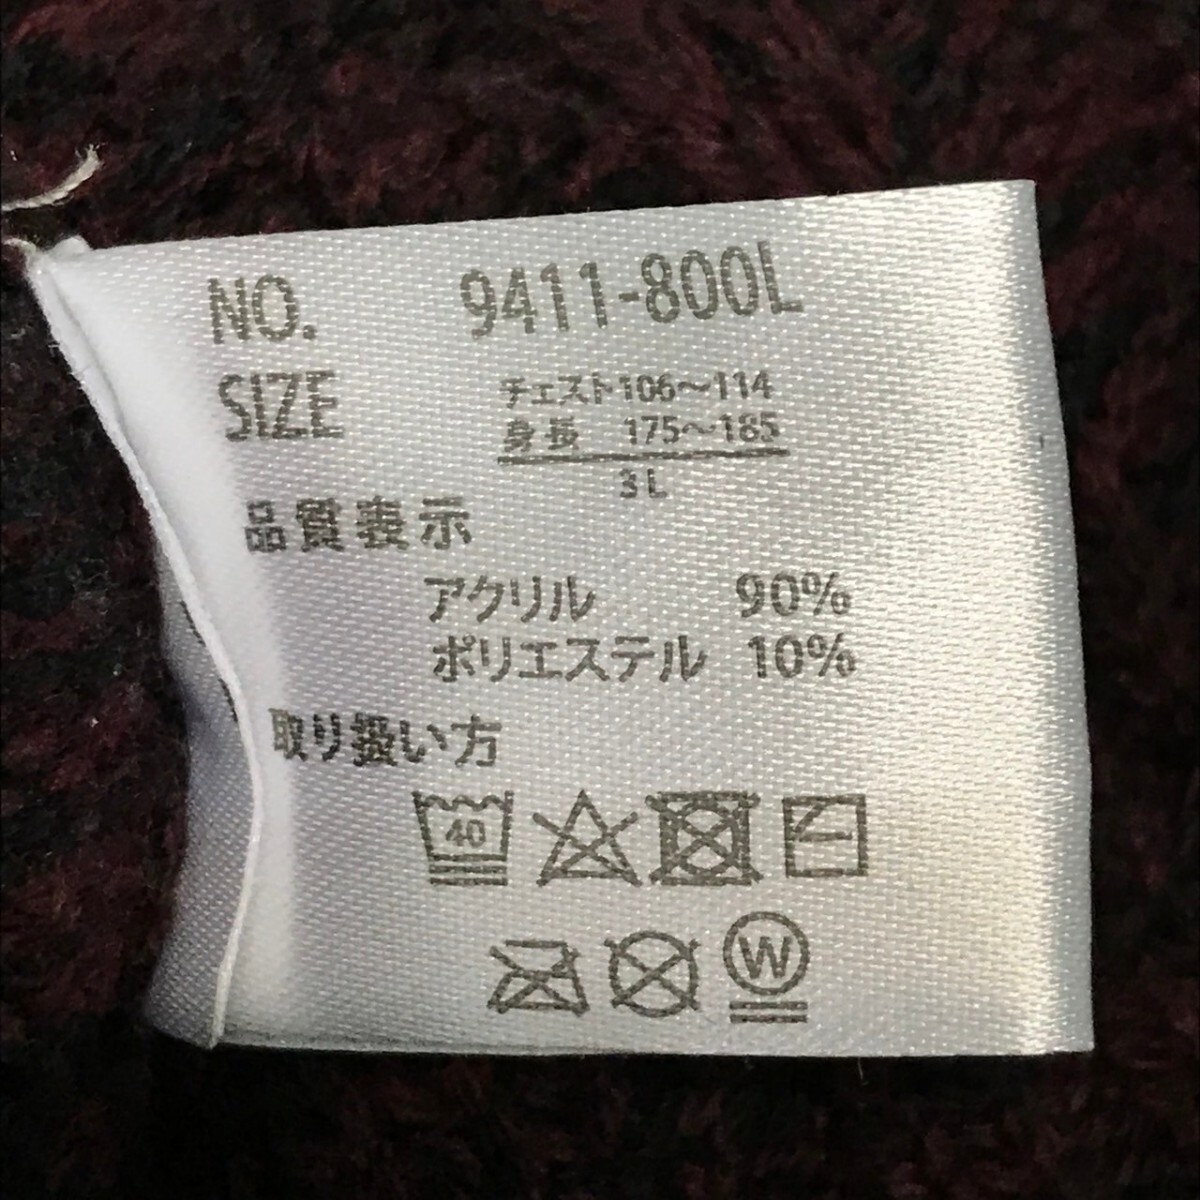 NO. 9411-800L
SIZE チェスト106～114
身長 175～185
3L
品質表示
アクリル 90%
ポリエステル 10%
取り扱い方
40
W